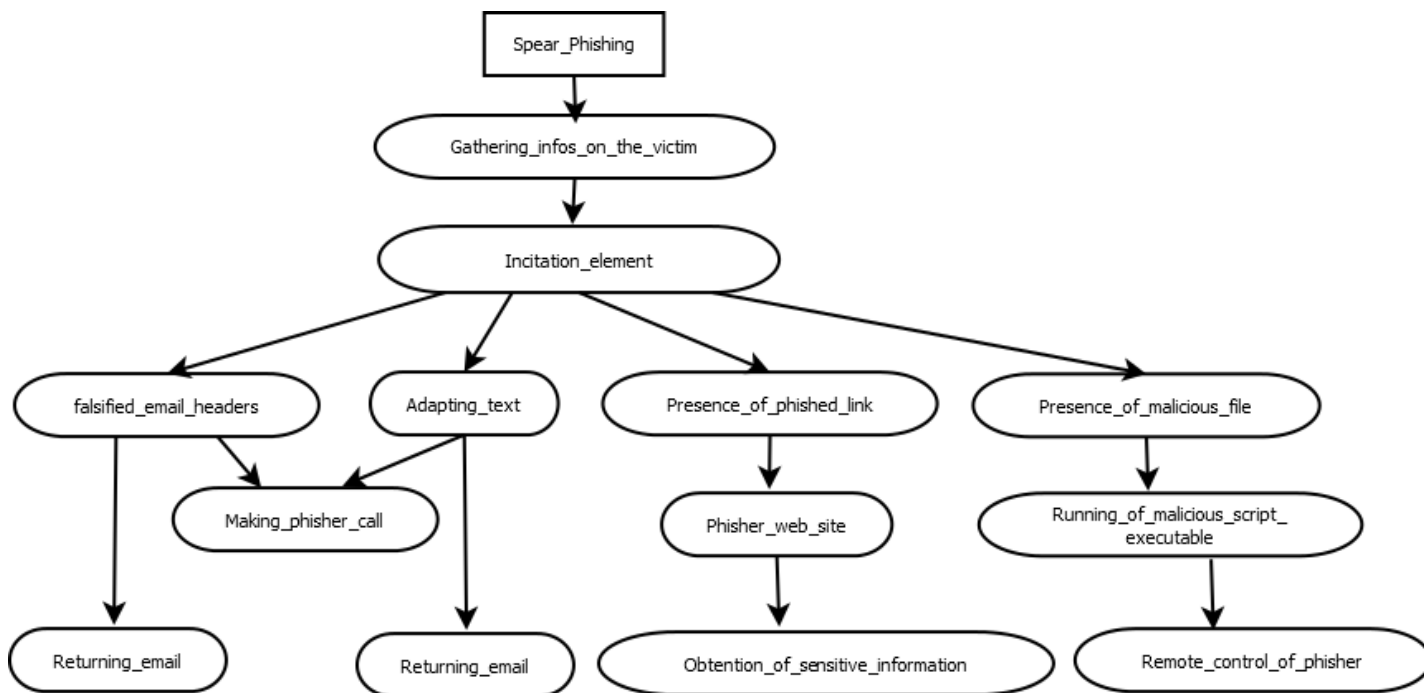 Spear_Phishing
Gathering_infos_on_the_victim
Incitation_element
falsified_email_headers
Adapting_text
Presence_of_phished_link
Presence_of_malicious_file
Making_phisher_call
Phisher_web_site
Running_of_malicious_script_
executable
Returning_email
Returning_email
Obtention_of_sensitive_information
Remote_control_of_phisher